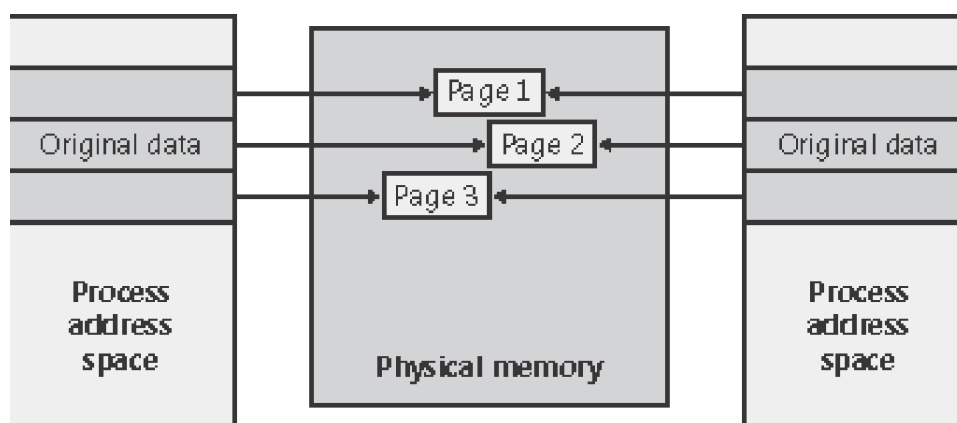 Page 1
Original data
Page 2
Original data
Page 3
Process
address
space
Physical memory
Process
address
space